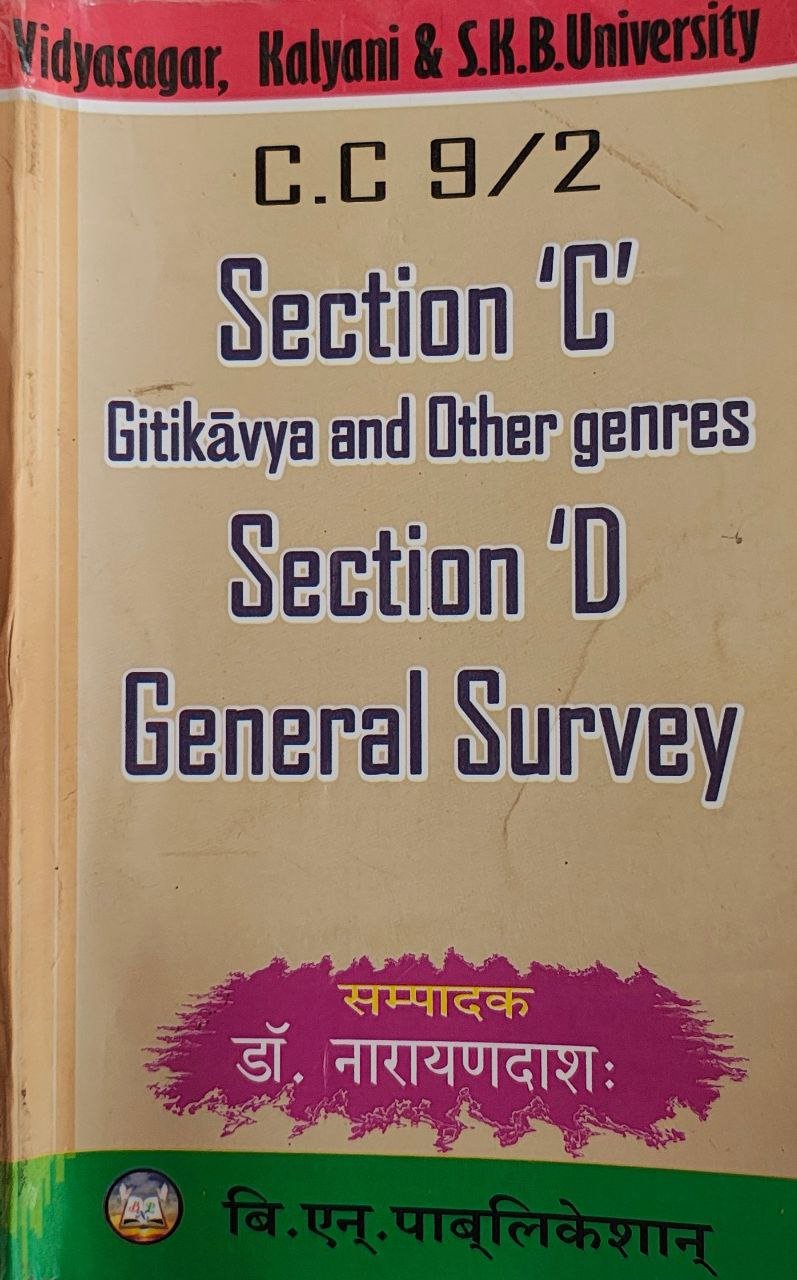 Vidyasagar, Kalyani & S.K.B.University
C.C 9/2
Section 'C'
Gitikāvya and Other genres
Section 'D
General Survey
सम्पादक
डॉ. नारायणदाशः
बि.एन्.पाब्‌लिकेशान्